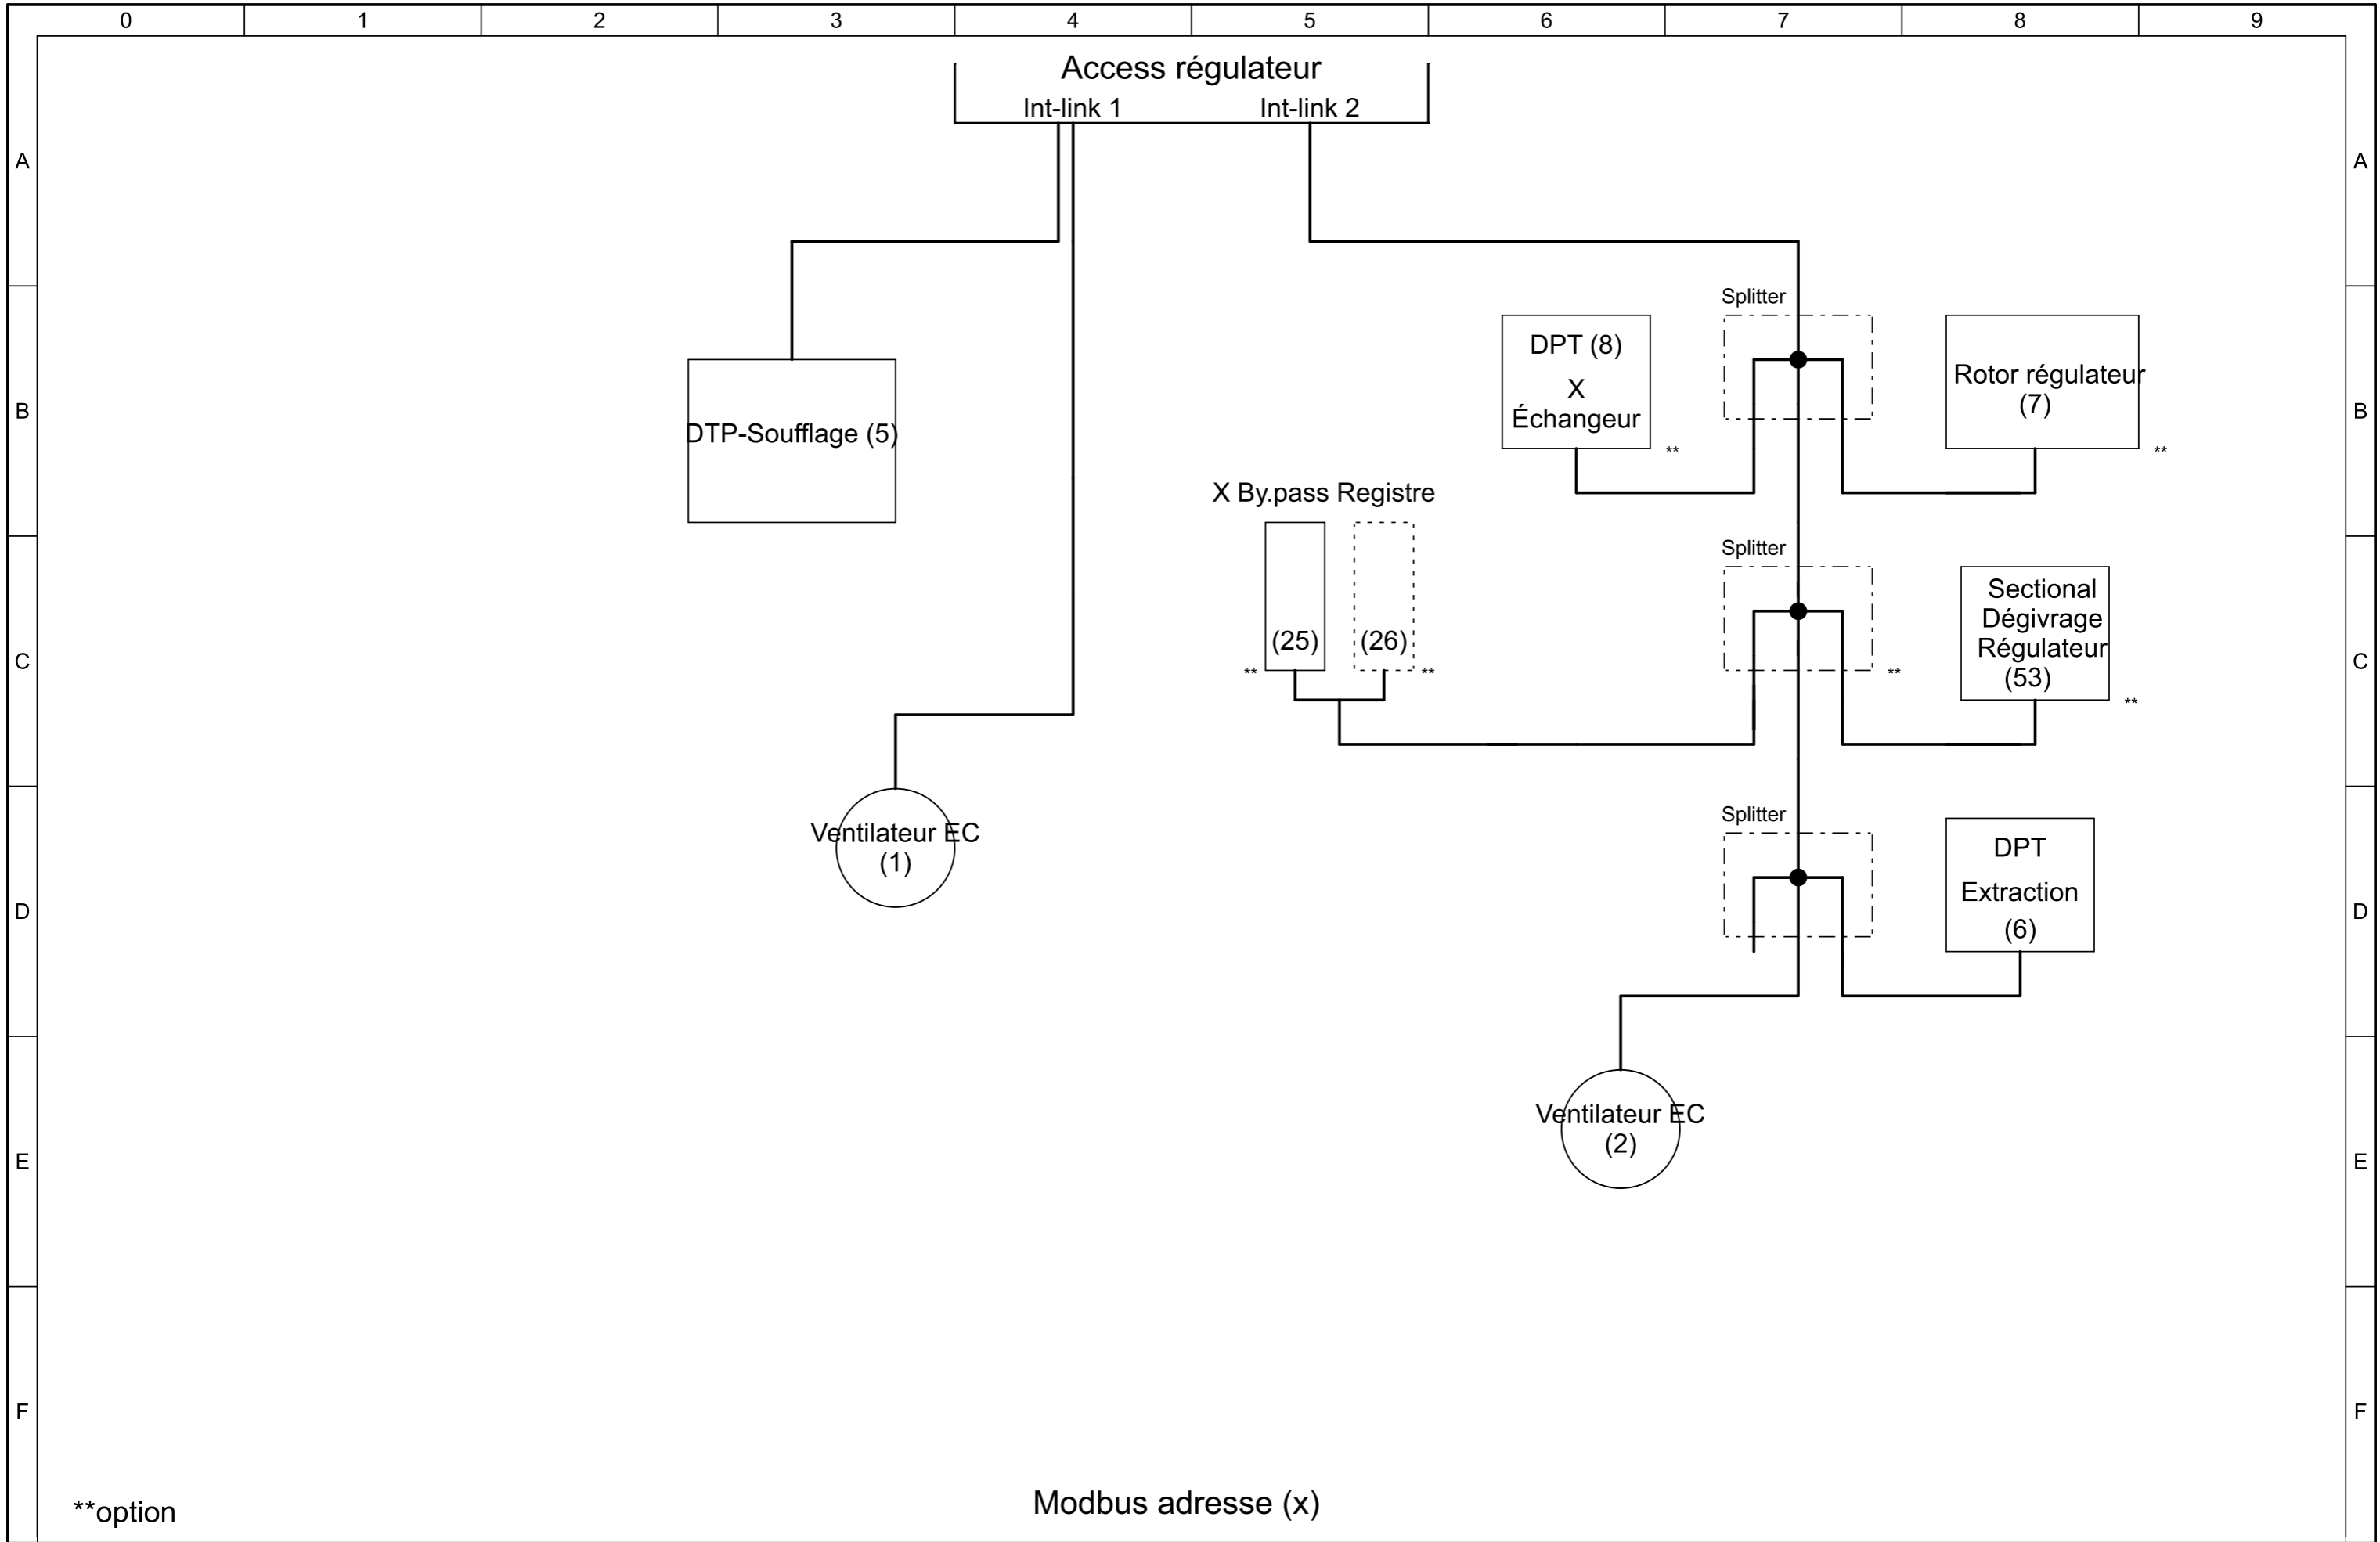 0 1 2 3 4 5 6 7 8 9
Access régulateur
Int-link 1 Int-link 2
A A
Splitter
DPT (8)
X
Échangeur
**
Rotor régulateur
(7)
**
B B
DTP-Soufflage (5)
X By.pass Registre
(25) (26)
** **
Splitter
**
Sectional
Dégivrage
Régulateur
(53)
**
C C
Ventilateur EC
(1)
Splitter
DPT
Extraction
(6)
D D
Ventilateur EC
(2)
E E
F F
**option
Modbus adresse (x)